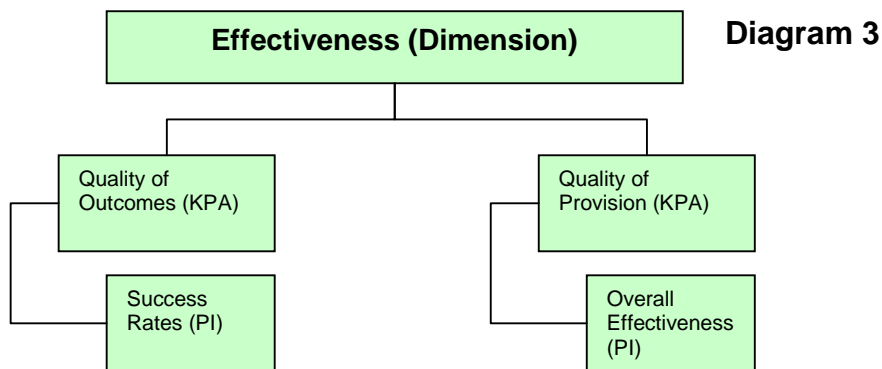 Effectiveness (Dimension)
Diagram 3
Quality of
Outcomes (KPA)
Quality of
Provision (KPA)
Success
Rates (PI)
Overall
Effectiveness
(PI)